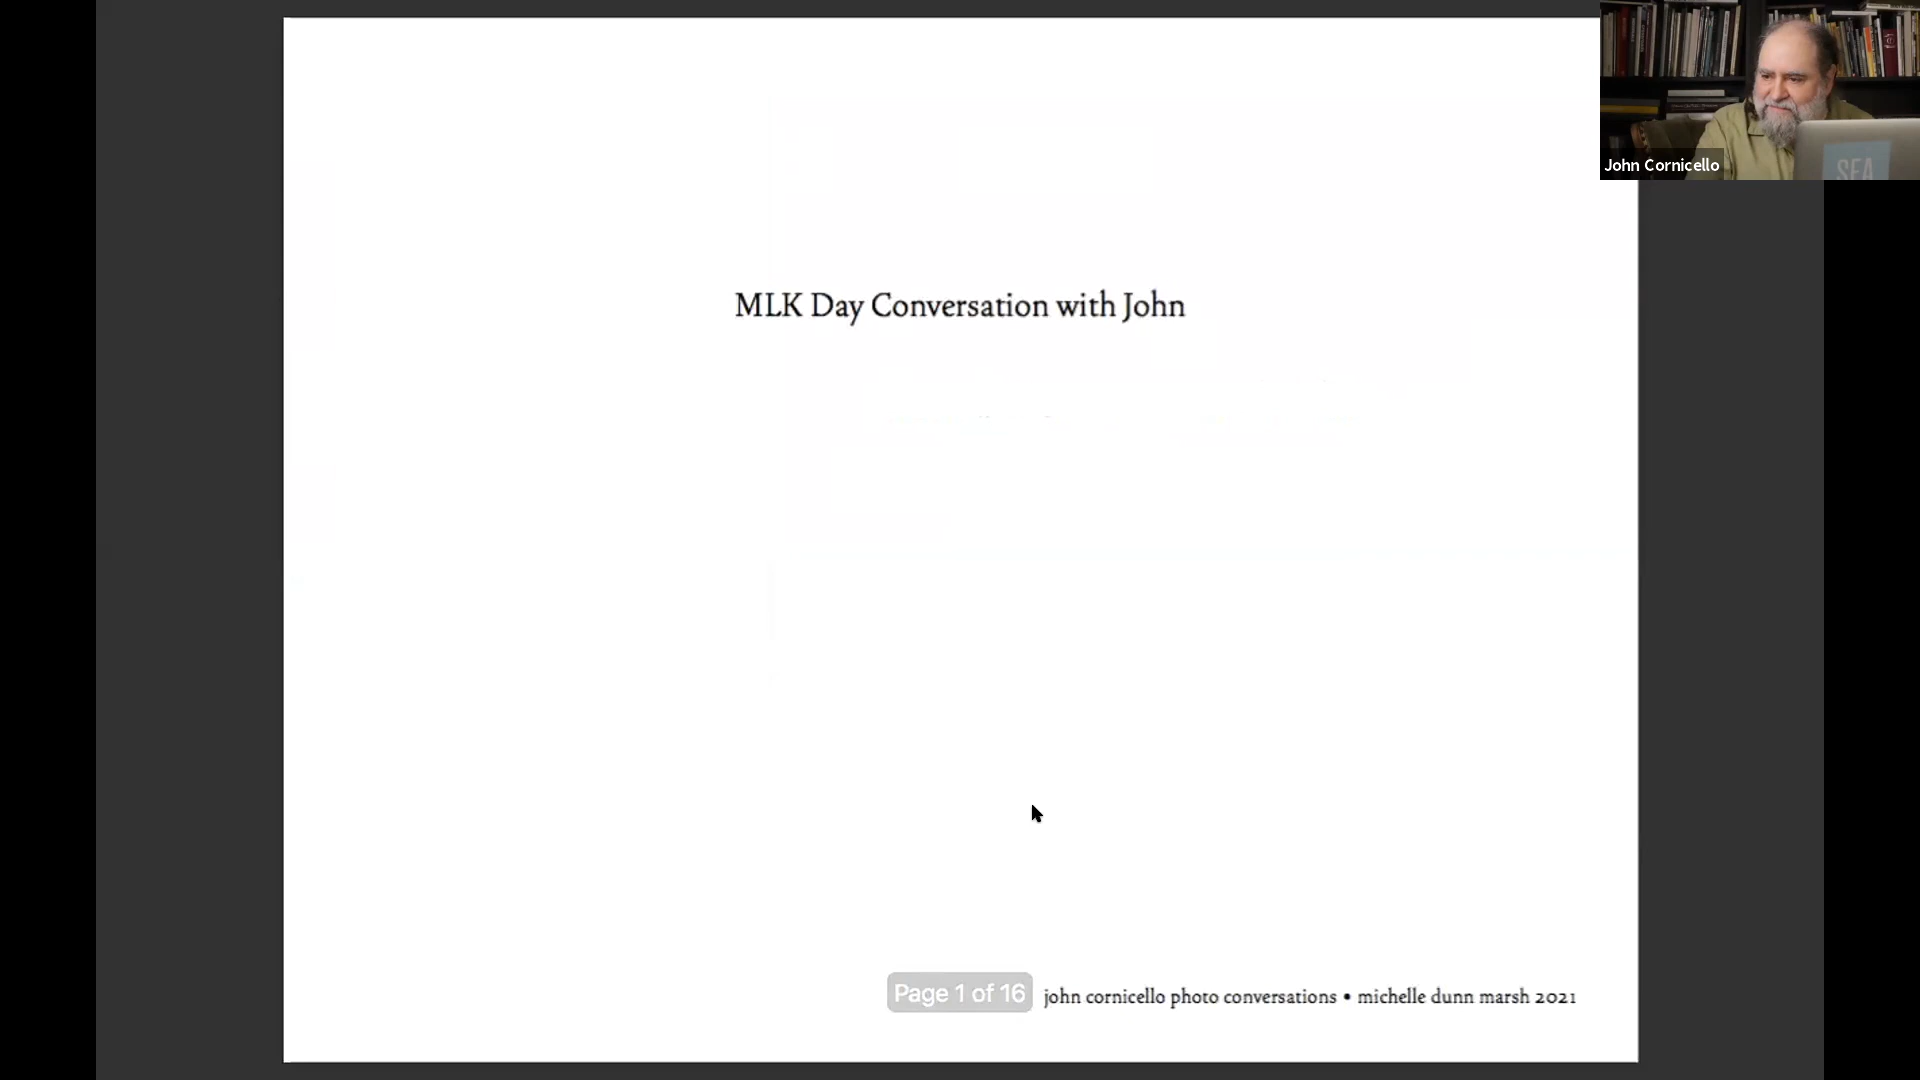 MLK Day Conversation with John
John Cornicello
SEA
Page 1 of 16
john cornicello photo conversations • michelle dunn marsh 2021